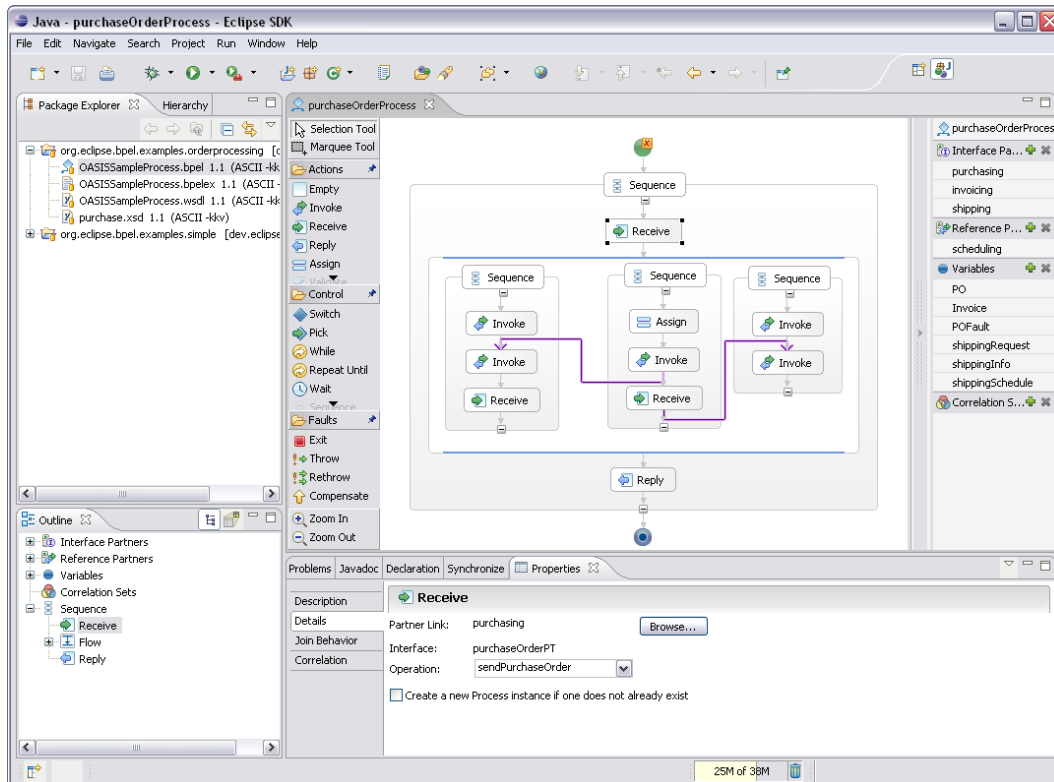 Java - purchaseOrderProcess - Eclipse SDK
File Edit Navigate Search Project Run Window Help
Package Explorer Hierarchy
org.eclipse.bpel.examples.orderprocessing [c
OASISSampleProcess.bpel 1.1 (ASCII -kk
OASISSampleProcess.bpelex 1.1 (ASCII -
OASISSampleProcess.wsdl 1.1 (ASCII -kk
purchase.xsd 1.1 (ASCII -kkv)
org.eclipse.bpel.examples.simple [dev.eclipse
purchaseOrderProcess
Selection Tool
Marquee Tool
Actions
Empty
Invoke
Receive
Reply
Assign
Validate
Control
Switch
Pick
While
Repeat Until
Wait
Sequence
Faults
Exit
Throw
Rethrow
Compensate
Zoom In
Zoom Out
Sequence
Receive
Sequence Sequence Sequence
Invoke Assign Invoke
Invoke Invoke Invoke
Receive Receive
Reply
purchaseOrderProces
Interface Pa...
purchasing
invoicing
shipping
Reference P...
scheduling
Variables
PO
Invoice
POFault
shippingRequest
shippingInfo
shippingSchedule
Correlation S...
Outline
Interface Partners
Reference Partners
Variables
Correlation Sets
Sequence
Receive
Flow
Reply
Problems Javadoc Declaration Synchronize Properties
Description
Details
Join Behavior
Correlation
Receive
Partner Link: purchasing Browse...
Interface: purchaseOrderPT
Operation: sendPurchaseOrder
Create a new Process instance if one does not already exist
25M of 38M